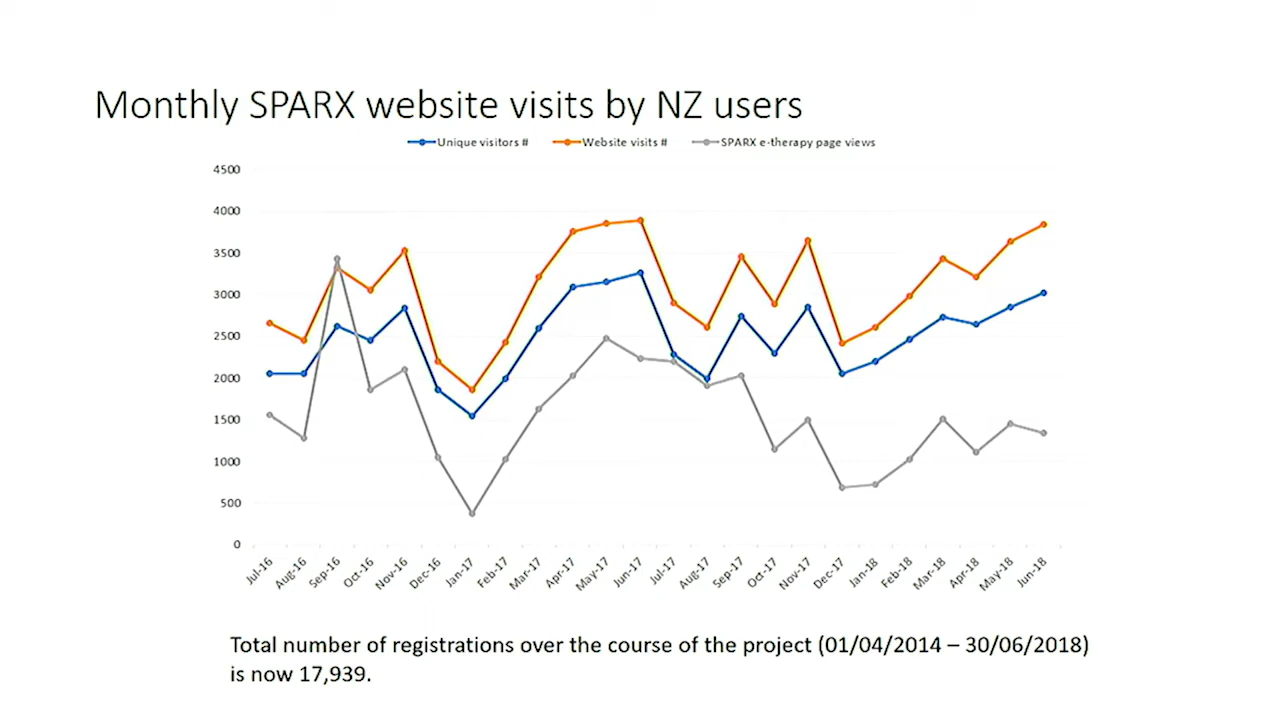 Monthly SPARX website visits by NZ users
Unique visitors # Website visits # SPARX e-therapy page views
4500
4000
3500
3000
2500
2000
1500
1000
500
0
Jul-16 Aug-16 Sep-16 Oct-16 Nov-16 Dec-16 Jan-17 Feb-17 Mar-17 Apr-17 May-17 Jun-17 Jul-17 Aug-17 Sep-17 Oct-17 Nov-17 Dec-17 Jan-18 Feb-18 Mar-18 Apr-18 May-18 Jun-18
Total number of registrations over the course of the project (01/04/2014 – 30/06/2018)
is now 17,939.